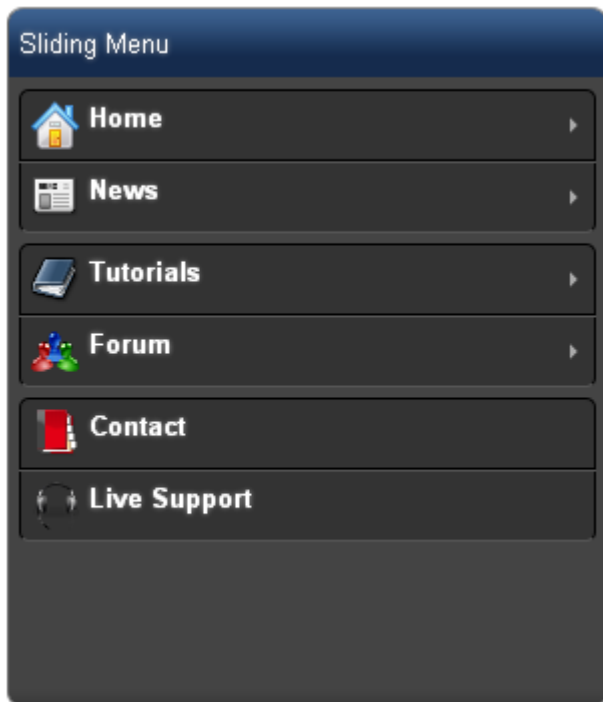 Sliding Menu
Home
News
Tutorials
Forum
Contact
Live Support